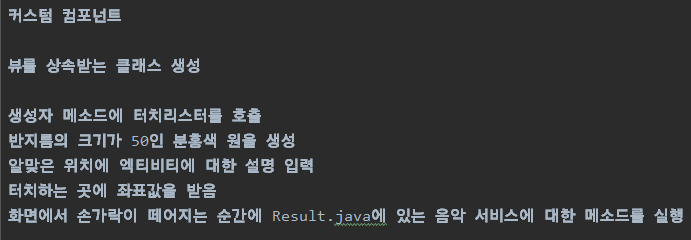 커스텀 컴포넌트
뷰를 상속받는 클래스 생성
생성자 메소드에 터치리스터를 호출
반지름의 크기가 50인 분홍색 원을 생성
알맞은 위치에 엑티비티에 대한 설명 입력
터치하는 곳에 좌표값을 받음
화면에서 손가락이 떼어지는 순간에 Result.java에 있는 음악 서비스에 대한 메소드를 실행